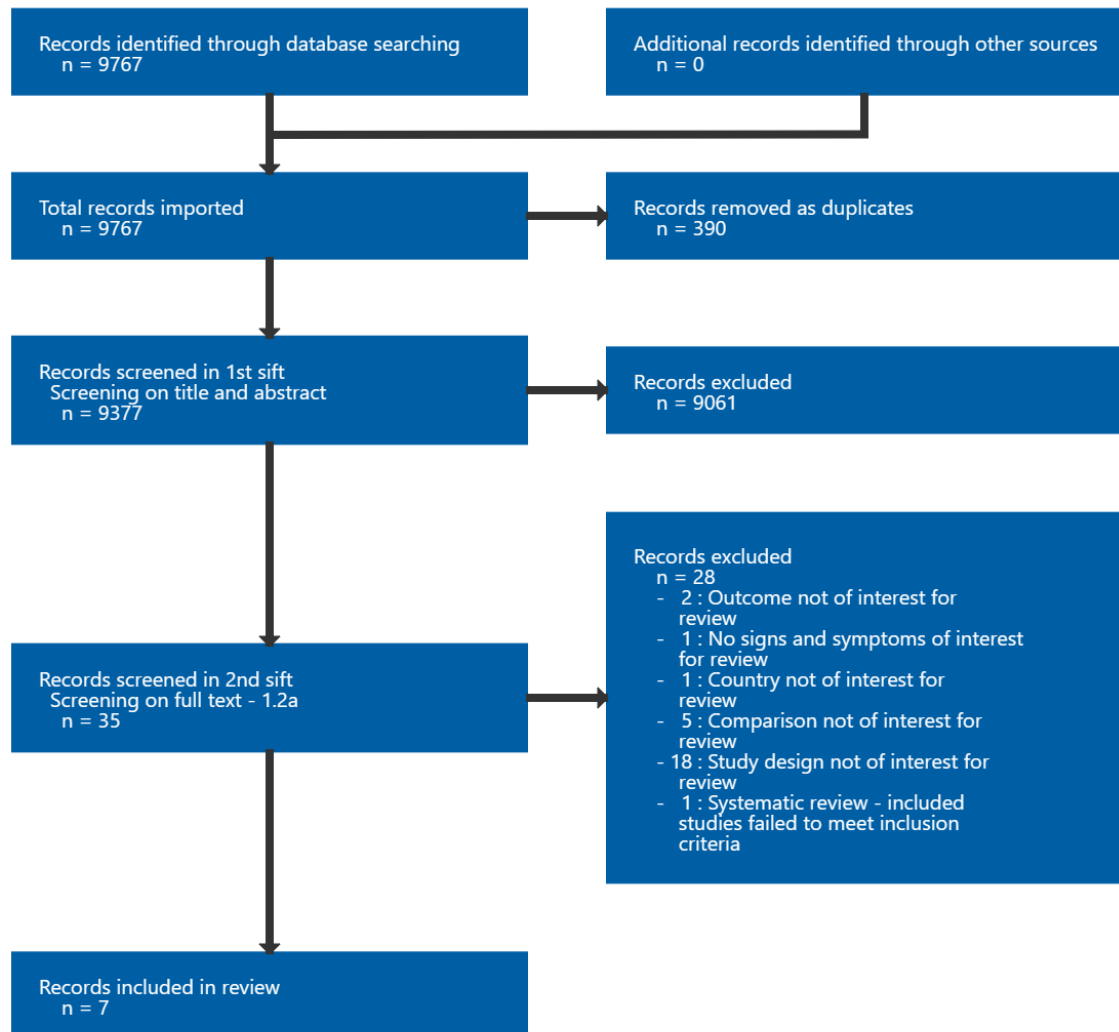 Records identified through database searching
n = 9767
Additional records identified through other sources
n = 0
Total records imported
n = 9767
Records removed as duplicates
n = 390
Records screened in 1st sift
Screening on title and abstract
n = 9377
Records excluded
n = 9061
Records screened in 2nd sift
Screening on full text - 1.2a
n = 35
Records excluded
n = 28
- 2 : Outcome not of interest for
review
- 1 : No signs and symptoms of interest
for review
- 1 : Country not of interest for
review
- 5 : Comparison not of interest for
review
- 18 : Study design not of interest for
review
- 1 : Systematic review - included
studies failed to meet inclusion
criteria
Records included in review
n = 7